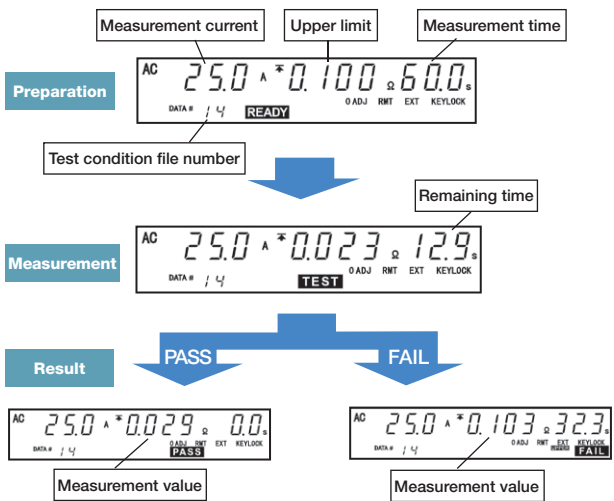 Measurement current
Upper limit
Measurement time
Preparation
AC 25.0 A 0.100 Ω 60.0 s
0 ADJ RMT EXT KEYLOCK
DATA # 14 READY
Test condition file number
Remaining time
Measurement
AC 25.0 A 0.023 Ω 12.9 s
0 ADJ RMT EXT KEYLOCK
DATA # 14 TEST
Result
PASS
FAIL
AC 25.0 A 0.029 Ω 0.0 s
0 ADJ RMT EXT KEYLOCK
DATA # 14 PASS
Measurement value
AC 25.0 A 0.103 Ω 32.3 s
0 ADJ RMT EXT KEYLOCK
DATA # 14 UPPER FAIL
Measurement value